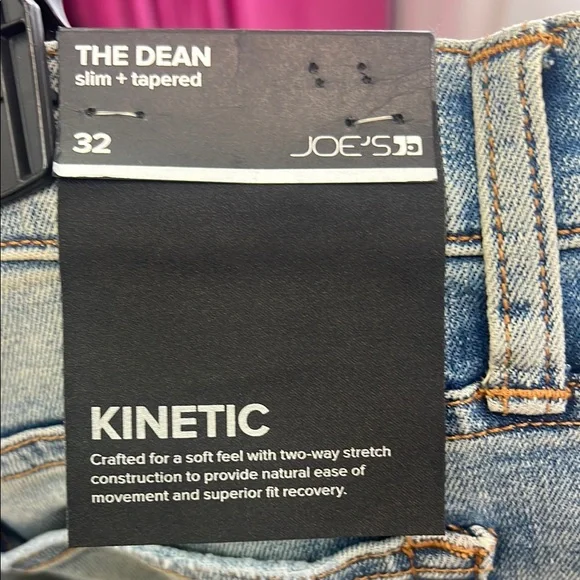 THE DEAN
slim + tapered
32
JOE'S
KINETIC
Crafted for a soft feel with two-way stretch
construction to provide natural ease of
movement and superior fit recovery.